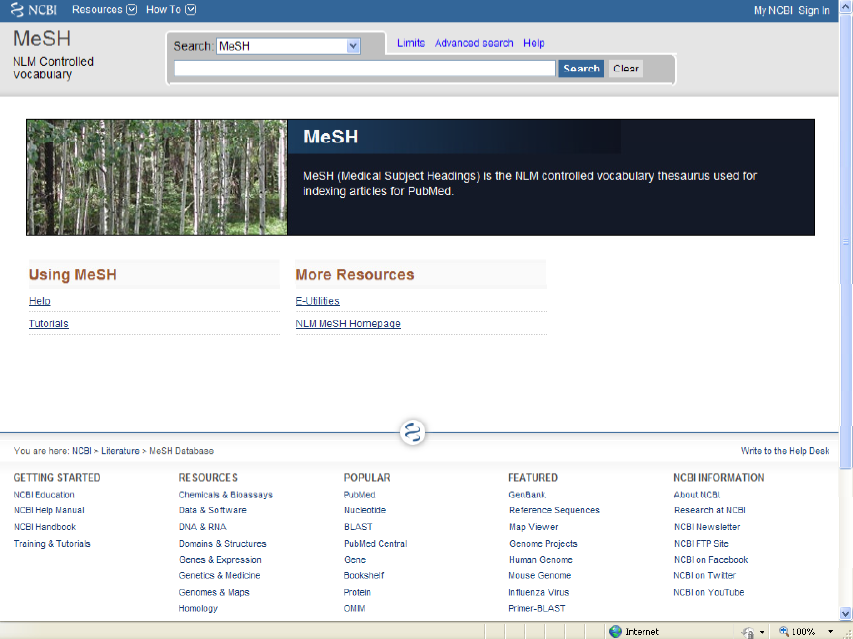 NCBI Resources How To My NCBI Sign In
MeSH
NLM Controlled
Vocabulary
Search: MeSH Limits Advanced search Help
Search Clear
MeSH
MeSH (Medical Subject Headings) is the NLM controlled vocabulary thesaurus used for
indexing articles for PubMed.
Using MeSH
Help
Tutorials
More Resources
E-Utilities
NLM MeSH Homepage
You are here: NCBI > Literature > MeSH Database Write to the Help Desk
GETTING STARTED
NCBI Education
NCBI Help Manual
NCBI Handbook
Training & Tutorials
RESOURCES
Chemicals & Bioassays
Data & Software
DNA & RNA
Domains & Structures
Genes & Expression
Genetics & Medicine
Genomes & Maps
Homology
POPULAR
PubMed
Nucleotide
BLAST
PubMed Central
Gene
Bookshelf
Protein
OMIM
FEATURED
GenBank
Reference Sequences
Map Viewer
Genome Projects
Human Genome
Mouse Genome
Influenza Virus
Primer-BLAST
NCBI INFORMATION
About NCBI
Research at NCBI
NCBI Newsletter
NCBI FTP Site
NCBI on Facebook
NCBI on Twitter
NCBI on YouTube
Internet 100%